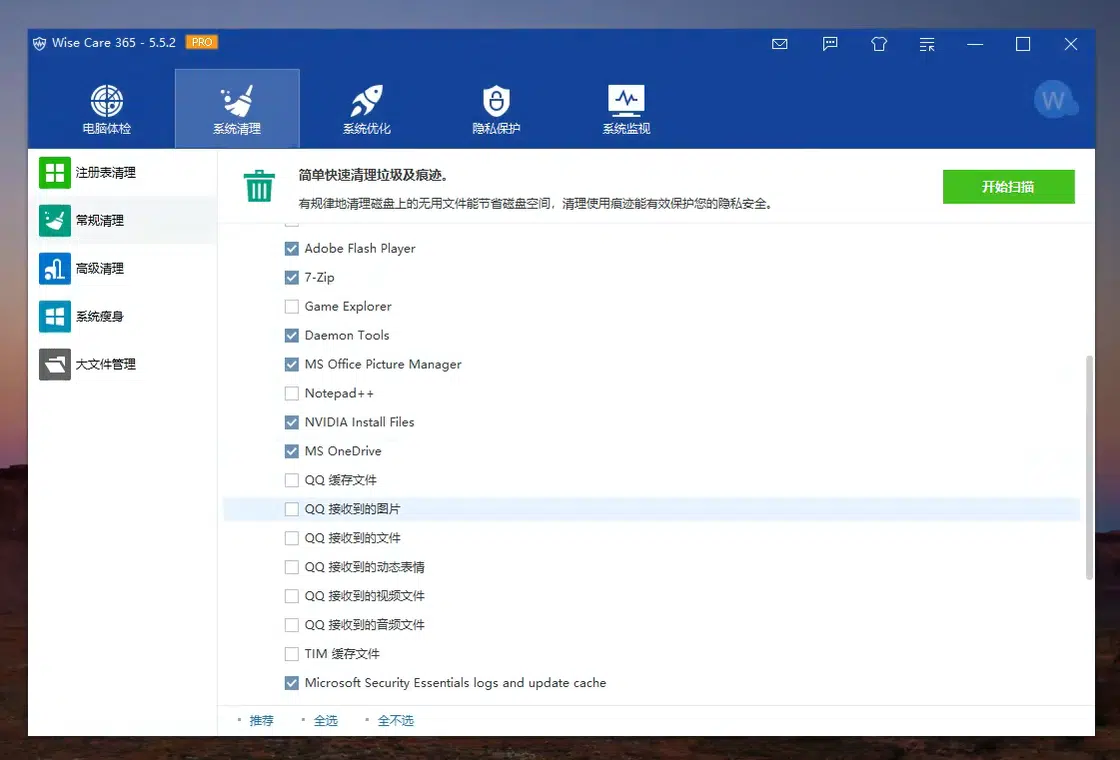 Wise Care 365 - 5.5.2 PRO
W
电脑体检
系统清理
系统优化
隐私保护
系统监视
注册表清理
常规清理
高级清理
系统瘦身
大文件管理
简单快速清理垃圾及痕迹。
有规律地清理磁盘上的无用文件能节省磁盘空间，清理使用痕迹能有效保护您的隐私安全。
开始扫描
Adobe Flash Player
7-Zip
Game Explorer
Daemon Tools
MS Office Picture Manager
Notepad++
NVIDIA Install Files
MS OneDrive
QQ 缓存文件
QQ 接收到的图片
QQ 接收到的文件
QQ 接收到的动态表情
QQ 接收到的视频文件
QQ 接收到的音频文件
TIM 缓存文件
Microsoft Security Essentials logs and update cache
推荐 全选 全不选